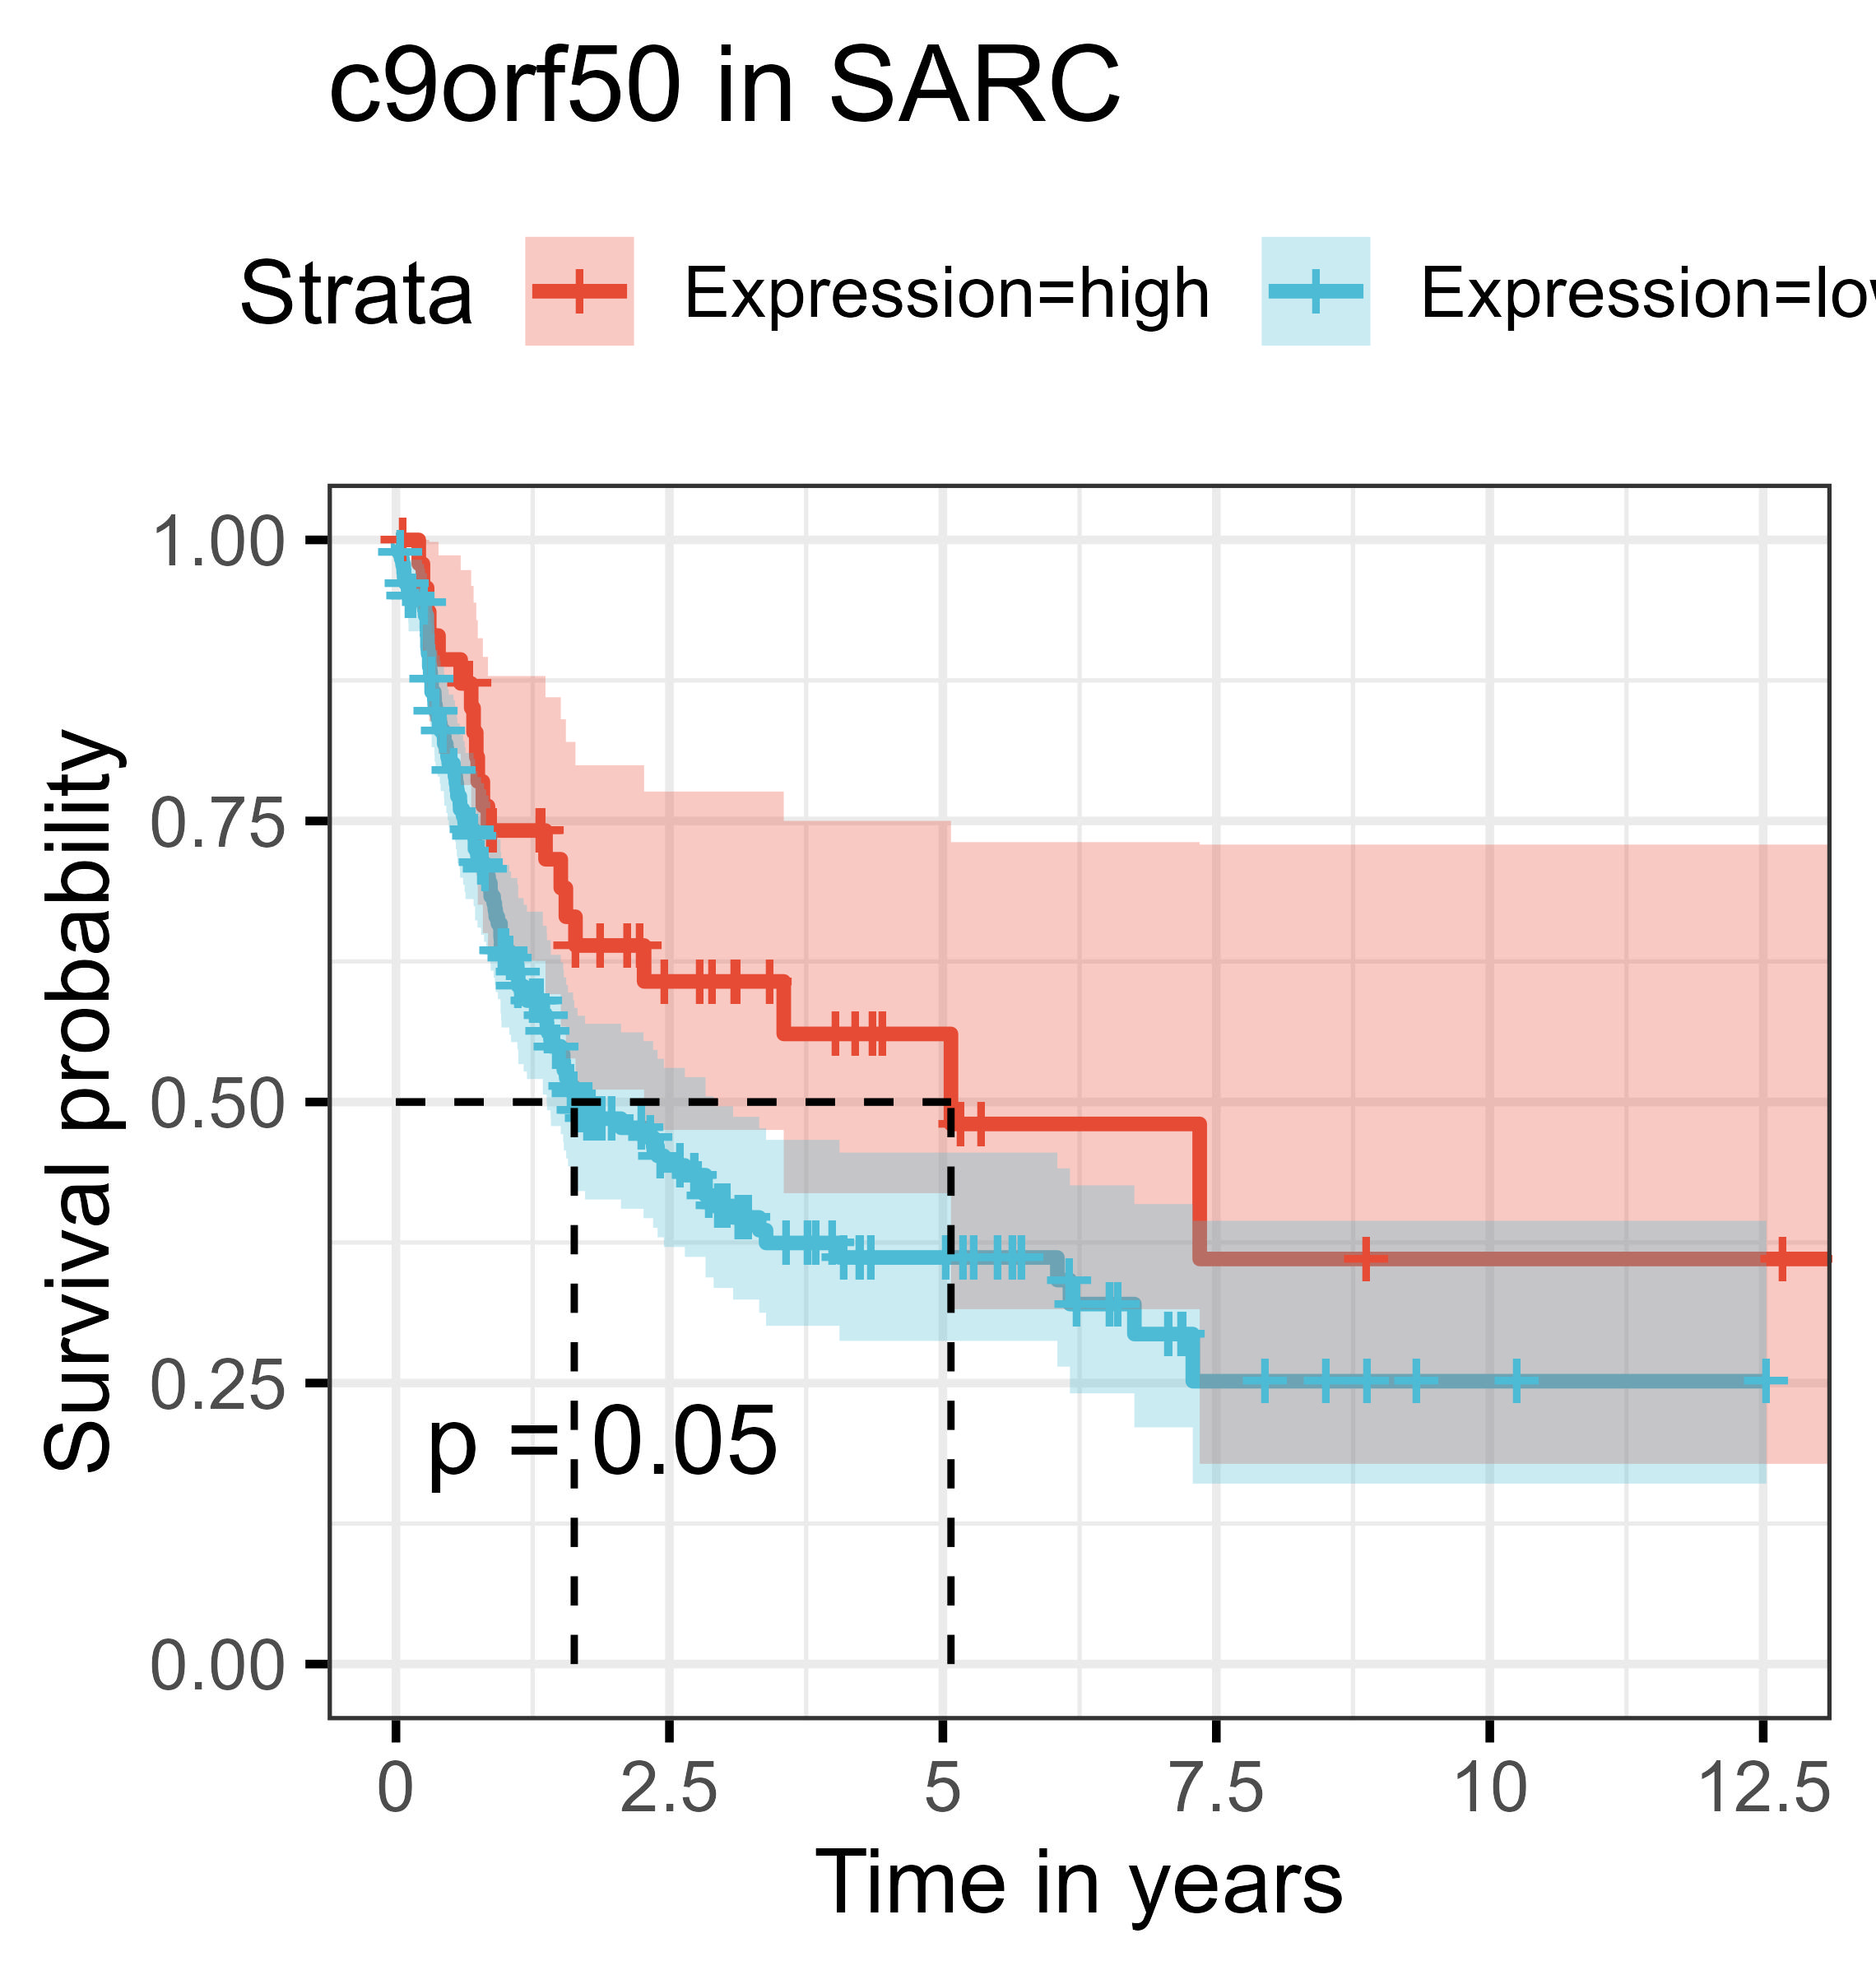 c9orf50 in SARC
Strata Expression=high Expression=lo
1.00
0.75
0.50
0.25
0.00
Survival probability
p = 0.05
0 2.5 5 7.5 10 12.5
Time in years